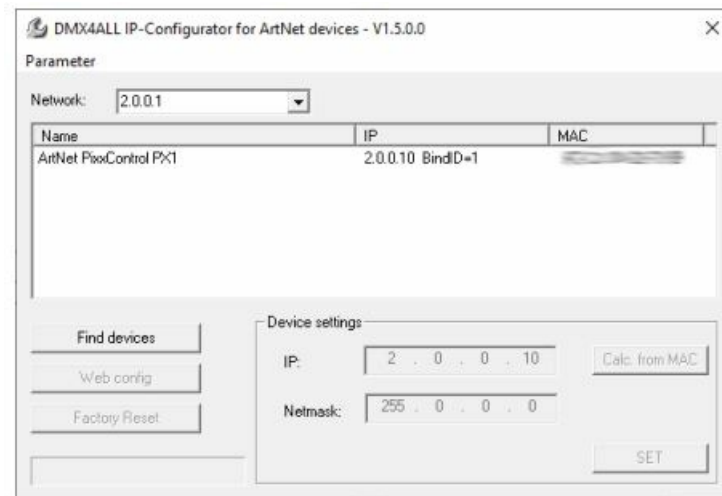 DMX4ALL IP-Configurator for ArtNet devices - V1.5.0.0
Parameter
Network: 2.0.0.1
Name IP MAC
ArtNet PixxControl PX1 2.0.0.10 BindID=1
Find devices
Web config
Factory Reset
Device settings
IP: 2 . 0 . 0 . 10 Calc. from MAC
Netmask: 255 . 0 . 0 . 0
SET